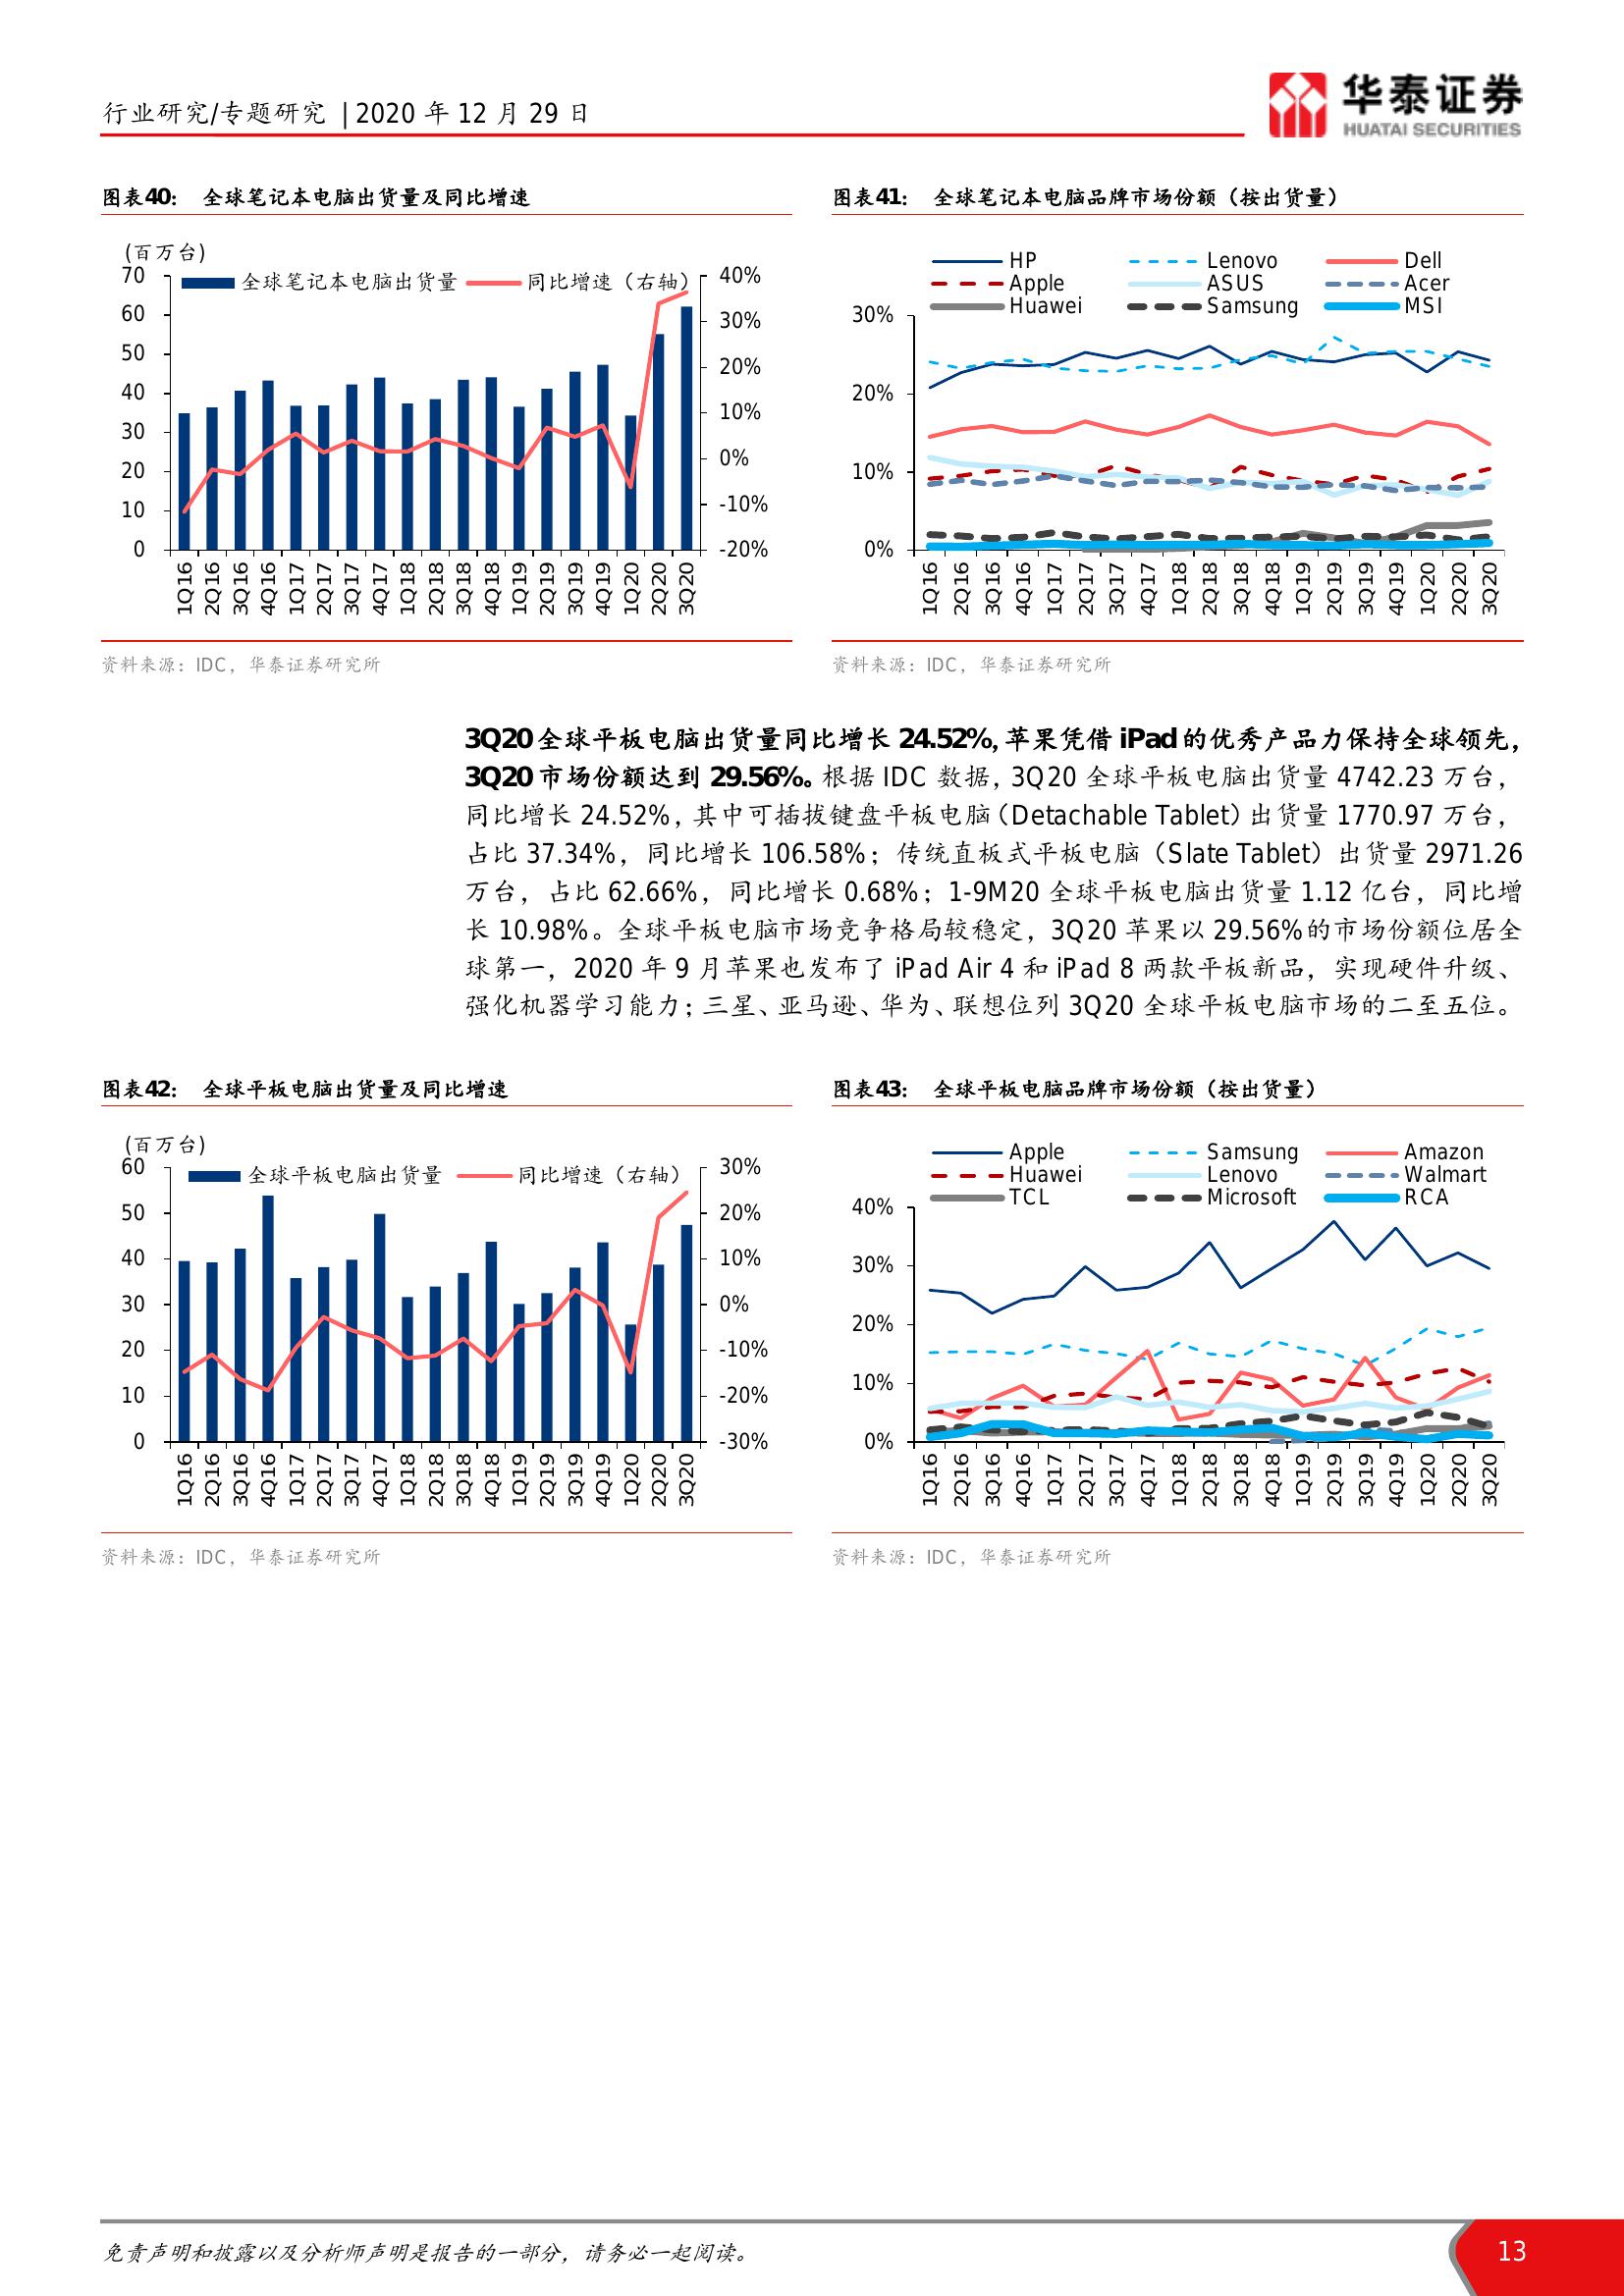 行业研究/专题研究 | 2020 年 12 月 29 日
华泰证券
HUATAI SECURITIES
图表40： 全球笔记本电脑出货量及同比增速
(百万台)
全球笔记本电脑出货量 同比增速（右轴）
70
60
50
40
30
20
10
0
40%
30%
20%
10%
0%
-10%
-20%
1Q16 2Q16 3Q16 4Q16 1Q17 2Q17 3Q17 4Q17 1Q18 2Q18 3Q18 4Q18 1Q19 2Q19 3Q19 4Q19 1Q20 2Q20 3Q20
资料来源：IDC，华泰证券研究所
图表41： 全球笔记本电脑品牌市场份额（按出货量）
HP Lenovo Dell
Apple ASUS Acer
Huawei Samsung MSI
30%
20%
10%
0%
1Q16 2Q16 3Q16 4Q16 1Q17 2Q17 3Q17 4Q17 1Q18 2Q18 3Q18 4Q18 1Q19 2Q19 3Q19 4Q19 1Q20 2Q20 3Q20
资料来源：IDC，华泰证券研究所
3Q20 全球平板电脑出货量同比增长 24.52%，苹果凭借 iPad 的优秀产品力保持全球领先，
3Q20 市场份额达到 29.56%。根据 IDC 数据，3Q20 全球平板电脑出货量 4742.23 万台，
同比增长 24.52%，其中可插拔键盘平板电脑（Detachable Tablet）出货量 1770.97 万台，
占比 37.34%，同比增长 106.58%；传统直板式平板电脑（Slate Tablet）出货量 2971.26
万台，占比 62.66%，同比增长 0.68%；1-9M20 全球平板电脑出货量 1.12 亿台，同比增
长 10.98%。全球平板电脑市场竞争格局较稳定，3Q20 苹果以 29.56%的市场份额位居全
球第一，2020 年 9 月苹果也发布了 iPad Air 4 和 iPad 8 两款平板新品，实现硬件升级、
强化机器学习能力；三星、亚马逊、华为、联想位列 3Q20 全球平板电脑市场的二至五位。
图表42： 全球平板电脑出货量及同比增速
(百万台)
全球平板电脑出货量 同比增速（右轴）
60
50
40
30
20
10
0
30%
20%
10%
0%
-10%
-20%
-30%
1Q16 2Q16 3Q16 4Q16 1Q17 2Q17 3Q17 4Q17 1Q18 2Q18 3Q18 4Q18 1Q19 2Q19 3Q19 4Q19 1Q20 2Q20 3Q20
资料来源：IDC，华泰证券研究所
图表43： 全球平板电脑品牌市场份额（按出货量）
Apple Samsung Amazon
Huawei Lenovo Walmart
TCL Microsoft RCA
40%
30%
20%
10%
0%
1Q16 2Q16 3Q16 4Q16 1Q17 2Q17 3Q17 4Q17 1Q18 2Q18 3Q18 4Q18 1Q19 2Q19 3Q19 4Q19 1Q20 2Q20 3Q20
资料来源：IDC，华泰证券研究所
免责声明和披露以及分析师声明是报告的一部分，请务必一起阅读。
13